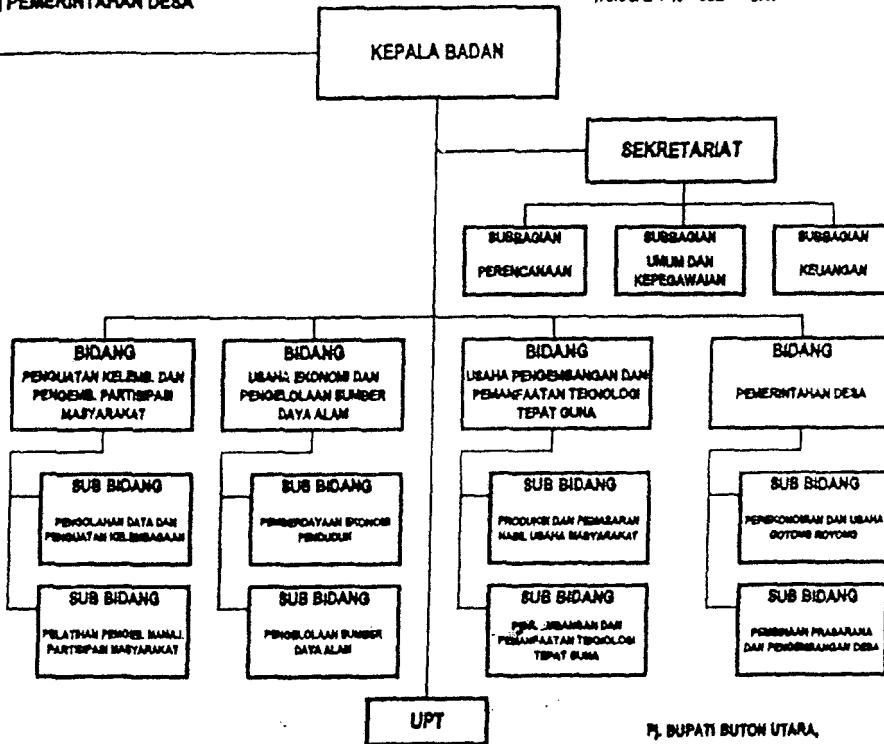 PEMERINTAHAN DESA
KEPALA BADAN
SEKRETARIAT
SUBBAGIAN
PERENCANAAN
SUBBAGIAN
UMUM DAN
KEPEGAWAIAN
SUBBAGIAN
KEUANGAN
BIDANG
PENGUATAN KELEMB. DAN
PENGEMB. PARTISIPASI
MASYARAKAT
BIDANG
USAHA EKONOMI DAN
PENGELOLAAN SUMBER
DAYA ALAM
BIDANG
USAHA PENGEMBANGAN DAN
PEMANFAATAN TEKNOLOGI
TEPAT GUNA
BIDANG
PEMERINTAHAN DESA
SUB BIDANG
PENGOLAHAN DATA DAN
PENGUATAN KELEMBAGAAN
SUB BIDANG
PEMBERDAYAAN EKONOMI
PENDUDUK
SUB BIDANG
PRODUKSI DAN PEMASARAN
HASIL USAHA MASYARAKAT
SUB BIDANG
PEREKONOMIAN DAN USAHA
GOTONG ROYONG
SUB BIDANG
PELATIHAN PENGEL MANAJ.
PARTISIPASI MASYARAKAT
SUB BIDANG
PENGELOLAAN SUMBER
DAYA ALAM
SUB BIDANG
DAN
PEMANFAATAN TEKNOLOGI
TEPAT GUNA
SUB BIDANG
PEMBINAAN PRASARANA
DAN PENGEMBANGAN DESA
UPT
Pj. BUPATI BUTON UTARA,